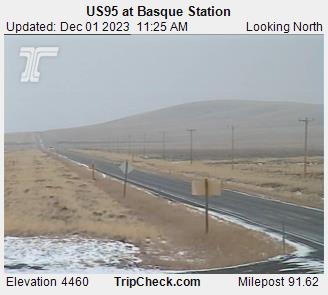 US95 at Basque Station
Updated: Dec 01 2023 11:25 AM Looking North
Elevation 4460 TripCheck.com Milepost 91.62